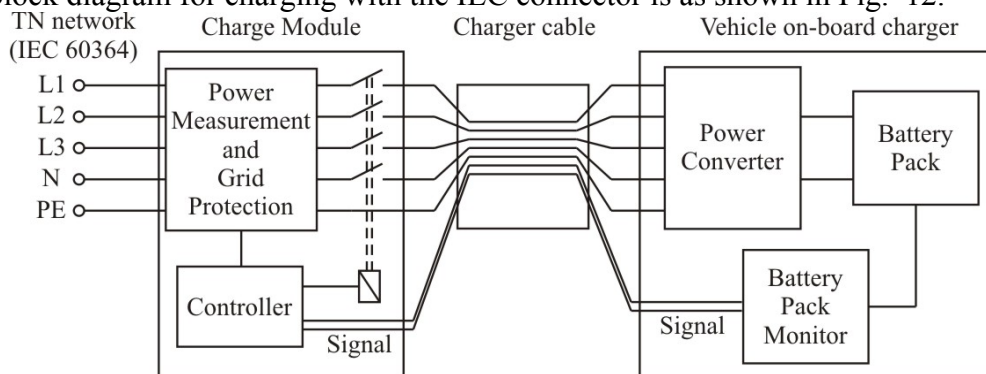 block diagram for charging with the IEC connector is as shown in Fig. 12.
TN network
(IEC 60364)
Charge Module
Charger cable
Vehicle on-board charger
L1
L2
L3
N
PE
Power
Measurement
and
Grid
Protection
Power
Converter
Battery
Pack
Controller
Signal
Signal
Battery
Pack
Monitor